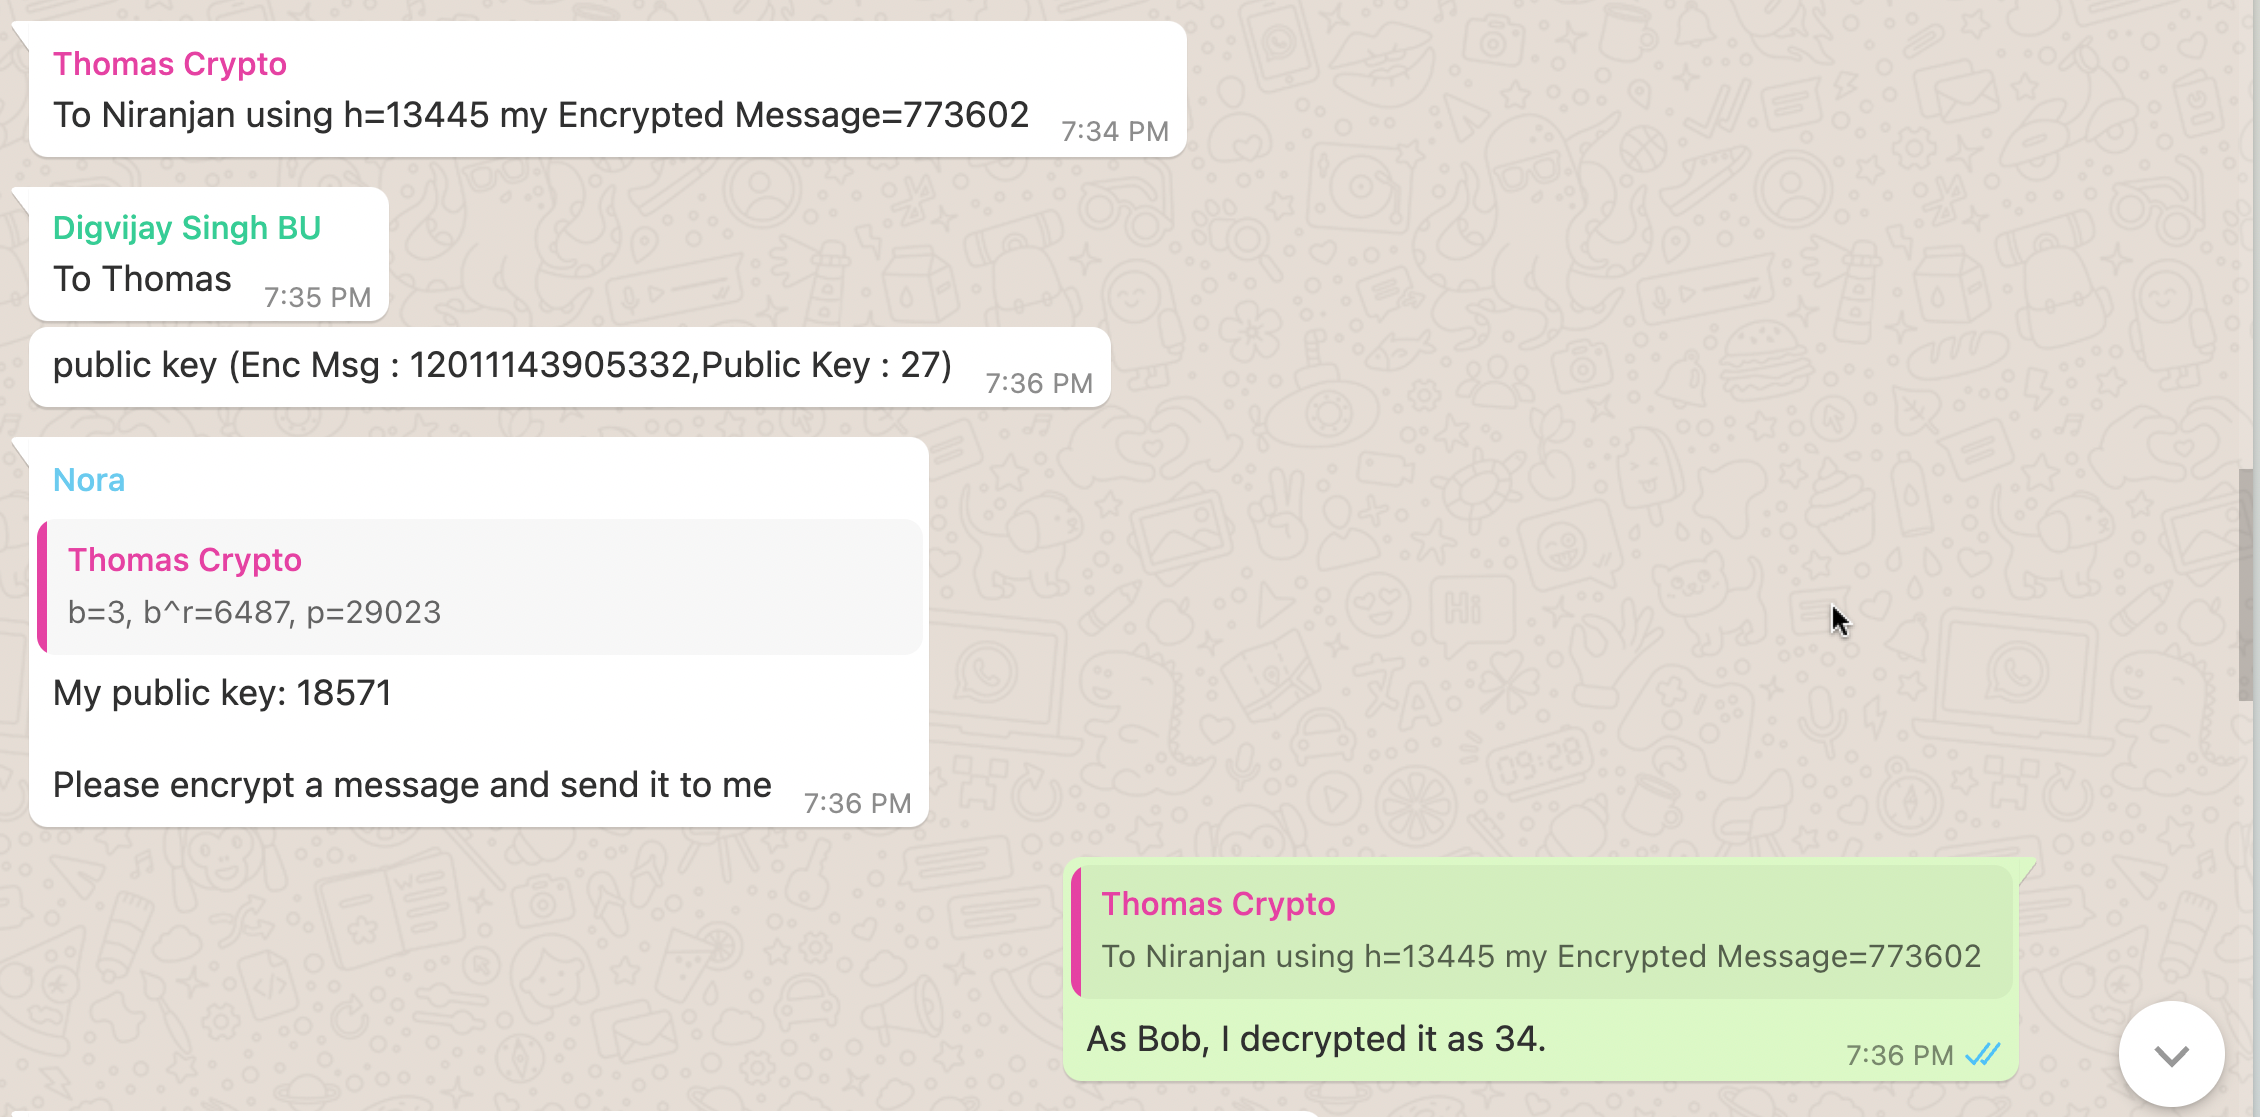 Thomas Crypto
To Niranjan using h=13445 my Encrypted Message=773602
7:34 PM
Digvijay Singh BU
To Thomas
7:35 PM
public key (Enc Msg : 12011143905332,Public Key : 27)
7:36 PM
Nora
Thomas Crypto
b=3, b^r=6487, p=29023
My public key: 18571
Please encrypt a message and send it to me
7:36 PM
Thomas Crypto
To Niranjan using h=13445 my Encrypted Message=773602
As Bob, I decrypted it as 34.
7:36 PM